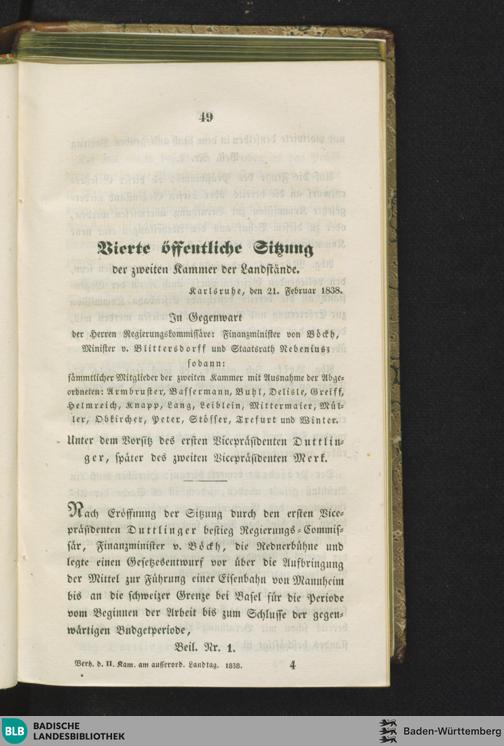 49
Vierte öffentliche Sitzung
der zweiten Kammer der Landstände.
Karlsruhe, den 21. Februar 1838.
In Gegenwart
der Herren Regierungskommissäre: Finanzminister von Böckh,
Minister v. Blittersdorff und Staatsrath Nebenius;
sodann:
sämmtlicher Mitglieder der zweiten Kammer mit Ausnahme der Abge-
ordneten: Armbruster, Bassermann, Buhl, Delisle, Greiff,
Helmreich, Knapp, Lang, Leiblein, Mittermaier, Mül-
ler, Obkircher, Peter, Stösser, Trefurt und Winter.
Unter dem Vorsitz des ersten Vicepräsidenten Duttlin-
ger, später des zweiten Vicepräsidenten Merk.
Nach Eröffnung der Sitzung durch den ersten Vice-
präsidenten Duttlinger bestieg Regierungs-Commis-
sär, Finanzminister v. Böckh, die Rednerbühne und
legte einen Gesetzesentwurf vor über die Aufbringung
der Mittel zur Führung einer Eisenbahn von Mannheim
bis an die schweizer Grenze bei Basel für die Periode
vom Beginnen der Arbeit bis zum Schlusse der gegen-
wärtigen Budgetperiode,
Beil. Nr. 1.
Verh. d. II. Kam. am ausserord. Landtag. 1838. 4
BLB BADISCHE
LANDESBIBLIOTHEK
Baden-Württemberg